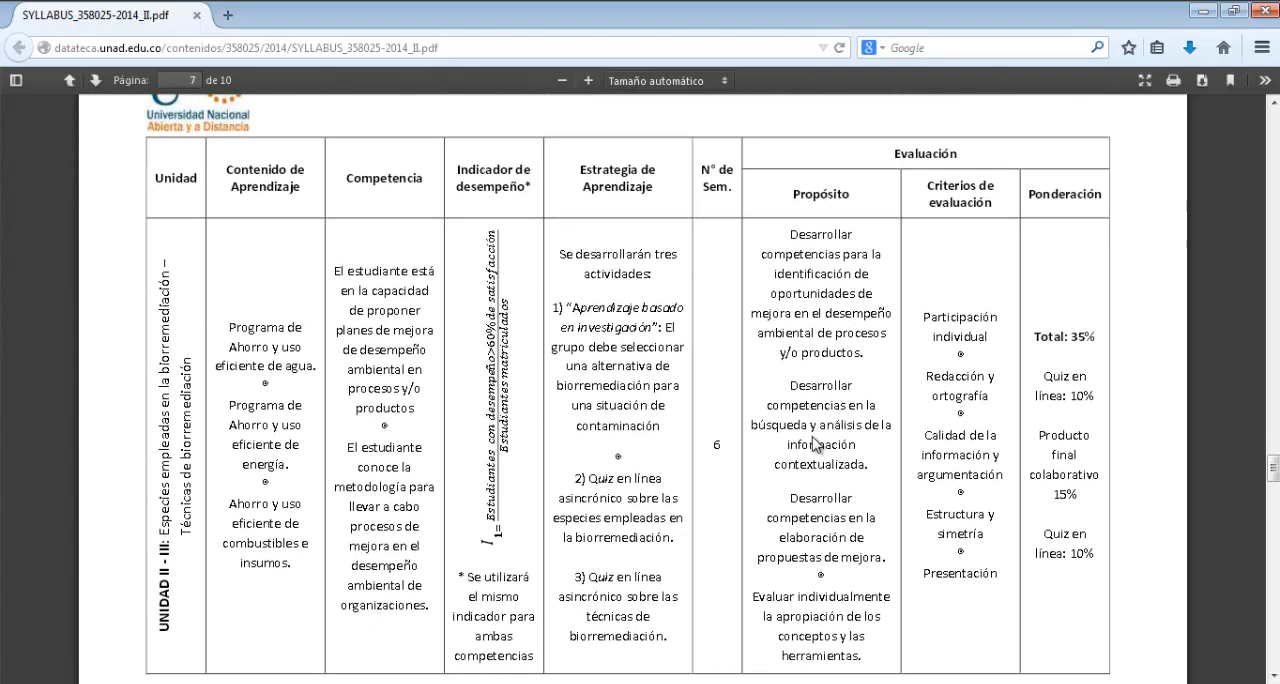 SYLLABUS_358025-2014_II.pdf
datateca.unad.edu.co/contenidos/358025/2014/SYLLABUS_358025-2014_II.pdf
Google
Página:
7
de 10
Tamaño automático
Universidad Nacional
Abierta y a Distancia
Unidad
Contenido de
Aprendizaje
Competencia
Indicador de
desempeño*
Estrategia de
Aprendizaje
N° de
Sem.
Evaluación
Propósito
Criterios de
evaluación
Ponderación
UNIDAD II - III: Especies empleadas en la biorremediación –
Técnicas de biorremediación
Programa de
Ahorro y uso
eficiente de agua.
Programa de
Ahorro y uso
eficiente de
energía.
Ahorro y uso
eficiente de
combustibles e
insumos.
El estudiante está
en la capacidad
de proponer
planes de mejora
de desempeño
ambiental en
procesos y/o
productos
El estudiante
conoce la
metodología para
llevar a cabo
procesos de
mejora en el
desempeño
ambiental de
organizaciones.
I 1= Estudiantes con desempeño>60% de satisfacción
Estudiantes matriculados
* Se utilizará
el mismo
indicador para
ambas
competencias
Se desarrollarán tres
actividades:
1) “Aprendizaje basado
en investigación”: El
grupo debe seleccionar
una alternativa de
biorremediación para
una situación de
contaminación
2) Quiz en línea
asincrónico sobre las
especies empleadas en
la biorremediación.
3) Quiz en línea
asincrónico sobre las
técnicas de
biorremediación.
6
Desarrollar
competencias para la
identificación de
oportunidades de
mejora en el desempeño
ambiental de procesos
y/o productos.
Desarrollar
competencias en la
búsqueda y análisis de la
información
contextualizada.
Desarrollar
competencias en la
elaboración de
propuestas de mejora.
Evaluar individualmente
la apropiación de los
conceptos y las
herramientas.
Participación
individual
Redacción y
ortografía
Calidad de la
información y
argumentación
Estructura y
simetría
Presentación
Total: 35%
Quiz en
línea: 10%
Producto
final
colaborativo
15%
Quiz en
línea: 10%